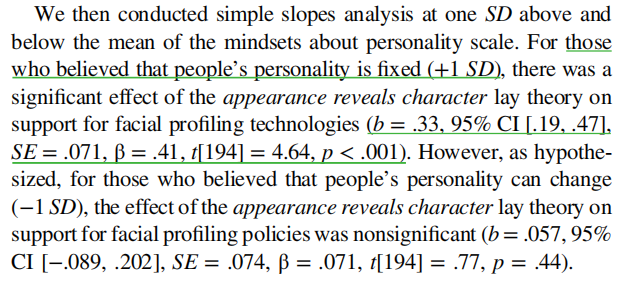 We then conducted simple slopes analysis at one SD above and
below the mean of the mindsets about personality scale. For those
who believed that people's personality is fixed (+1 SD), there was a
significant effect of the appearance reveals character lay theory on
support for facial profiling technologies (b = .33, 95% CI [.19, .47],
SE = .071, β = .41, t[194] = 4.64, p < .001). However, as hypothe-
sized, for those who believed that people's personality can change
(−1 SD), the effect of the appearance reveals character lay theory on
support for facial profiling policies was nonsignificant (b = .057, 95%
CI [−.089, .202], SE = .074, β = .071, t[194] = .77, p = .44).